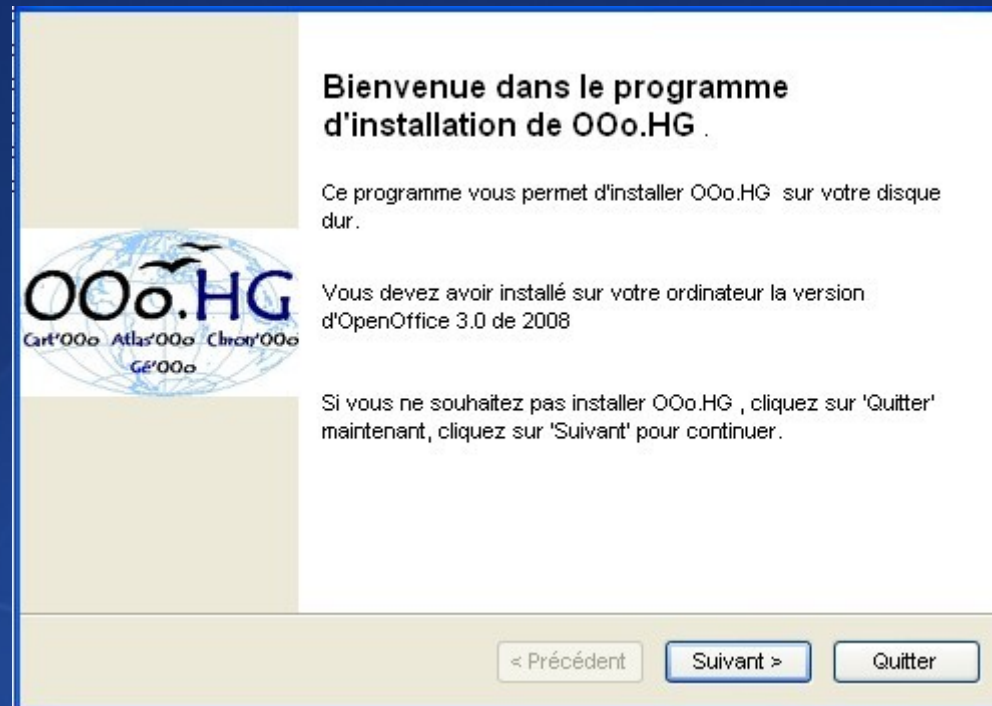 Bienvenue dans le programme
d'installation de OOo.HG .
Ce programme vous permet d'installer OOo.HG sur votre disque
dur.
OOo.HG
Cart'OOo Atlas'OOo Chron'OOo
Gé'OOo
Vous devez avoir installé sur votre ordinateur la version
d'OpenOffice 3.0 de 2008
Si vous ne souhaitez pas installer OOo.HG , cliquez sur 'Quitter'
maintenant, cliquez sur 'Suivant' pour continuer.
< Précédent
Suivant >
Quitter